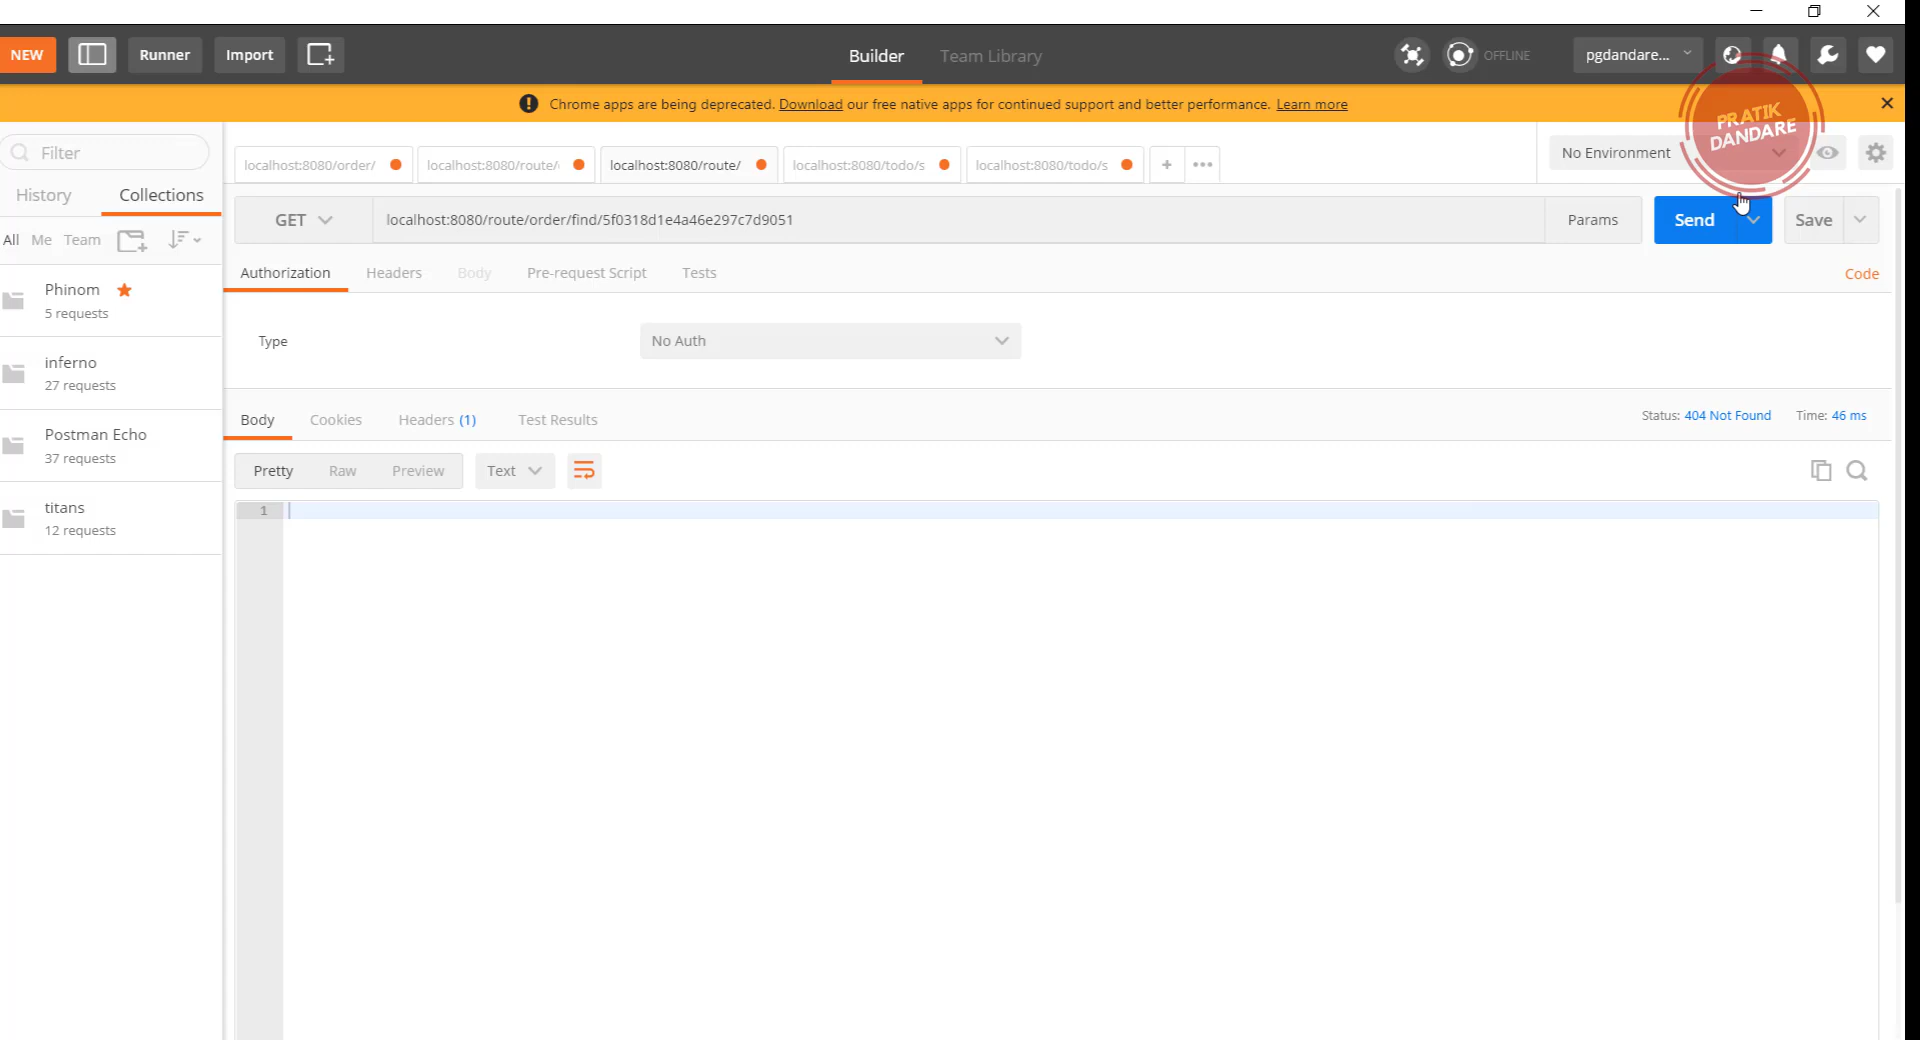 NEW
Runner
Import
Builder
Team Library
OFFLINE
pgdandare...
Chrome apps are being deprecated. Download our free native apps for continued support and better performance. Learn more
PRATIK
DANDARE
Filter
localhost:8080/order/
localhost:8080/route/
localhost:8080/route/
localhost:8080/todo/s
localhost:8080/todo/s
No Environment
History
Collections
GET
localhost:8080/route/order/find/5f0318d1e4a46e297c7d9051
Params
Send
Save
All Me Team
Authorization
Headers
Body
Pre-request Script
Tests
Code
Phinom
5 requests
Type
No Auth
inferno
27 requests
Body
Cookies
Headers (1)
Test Results
Status: 404 Not Found
Time: 46 ms
Postman Echo
37 requests
Pretty
Raw
Preview
Text
titans
12 requests
1